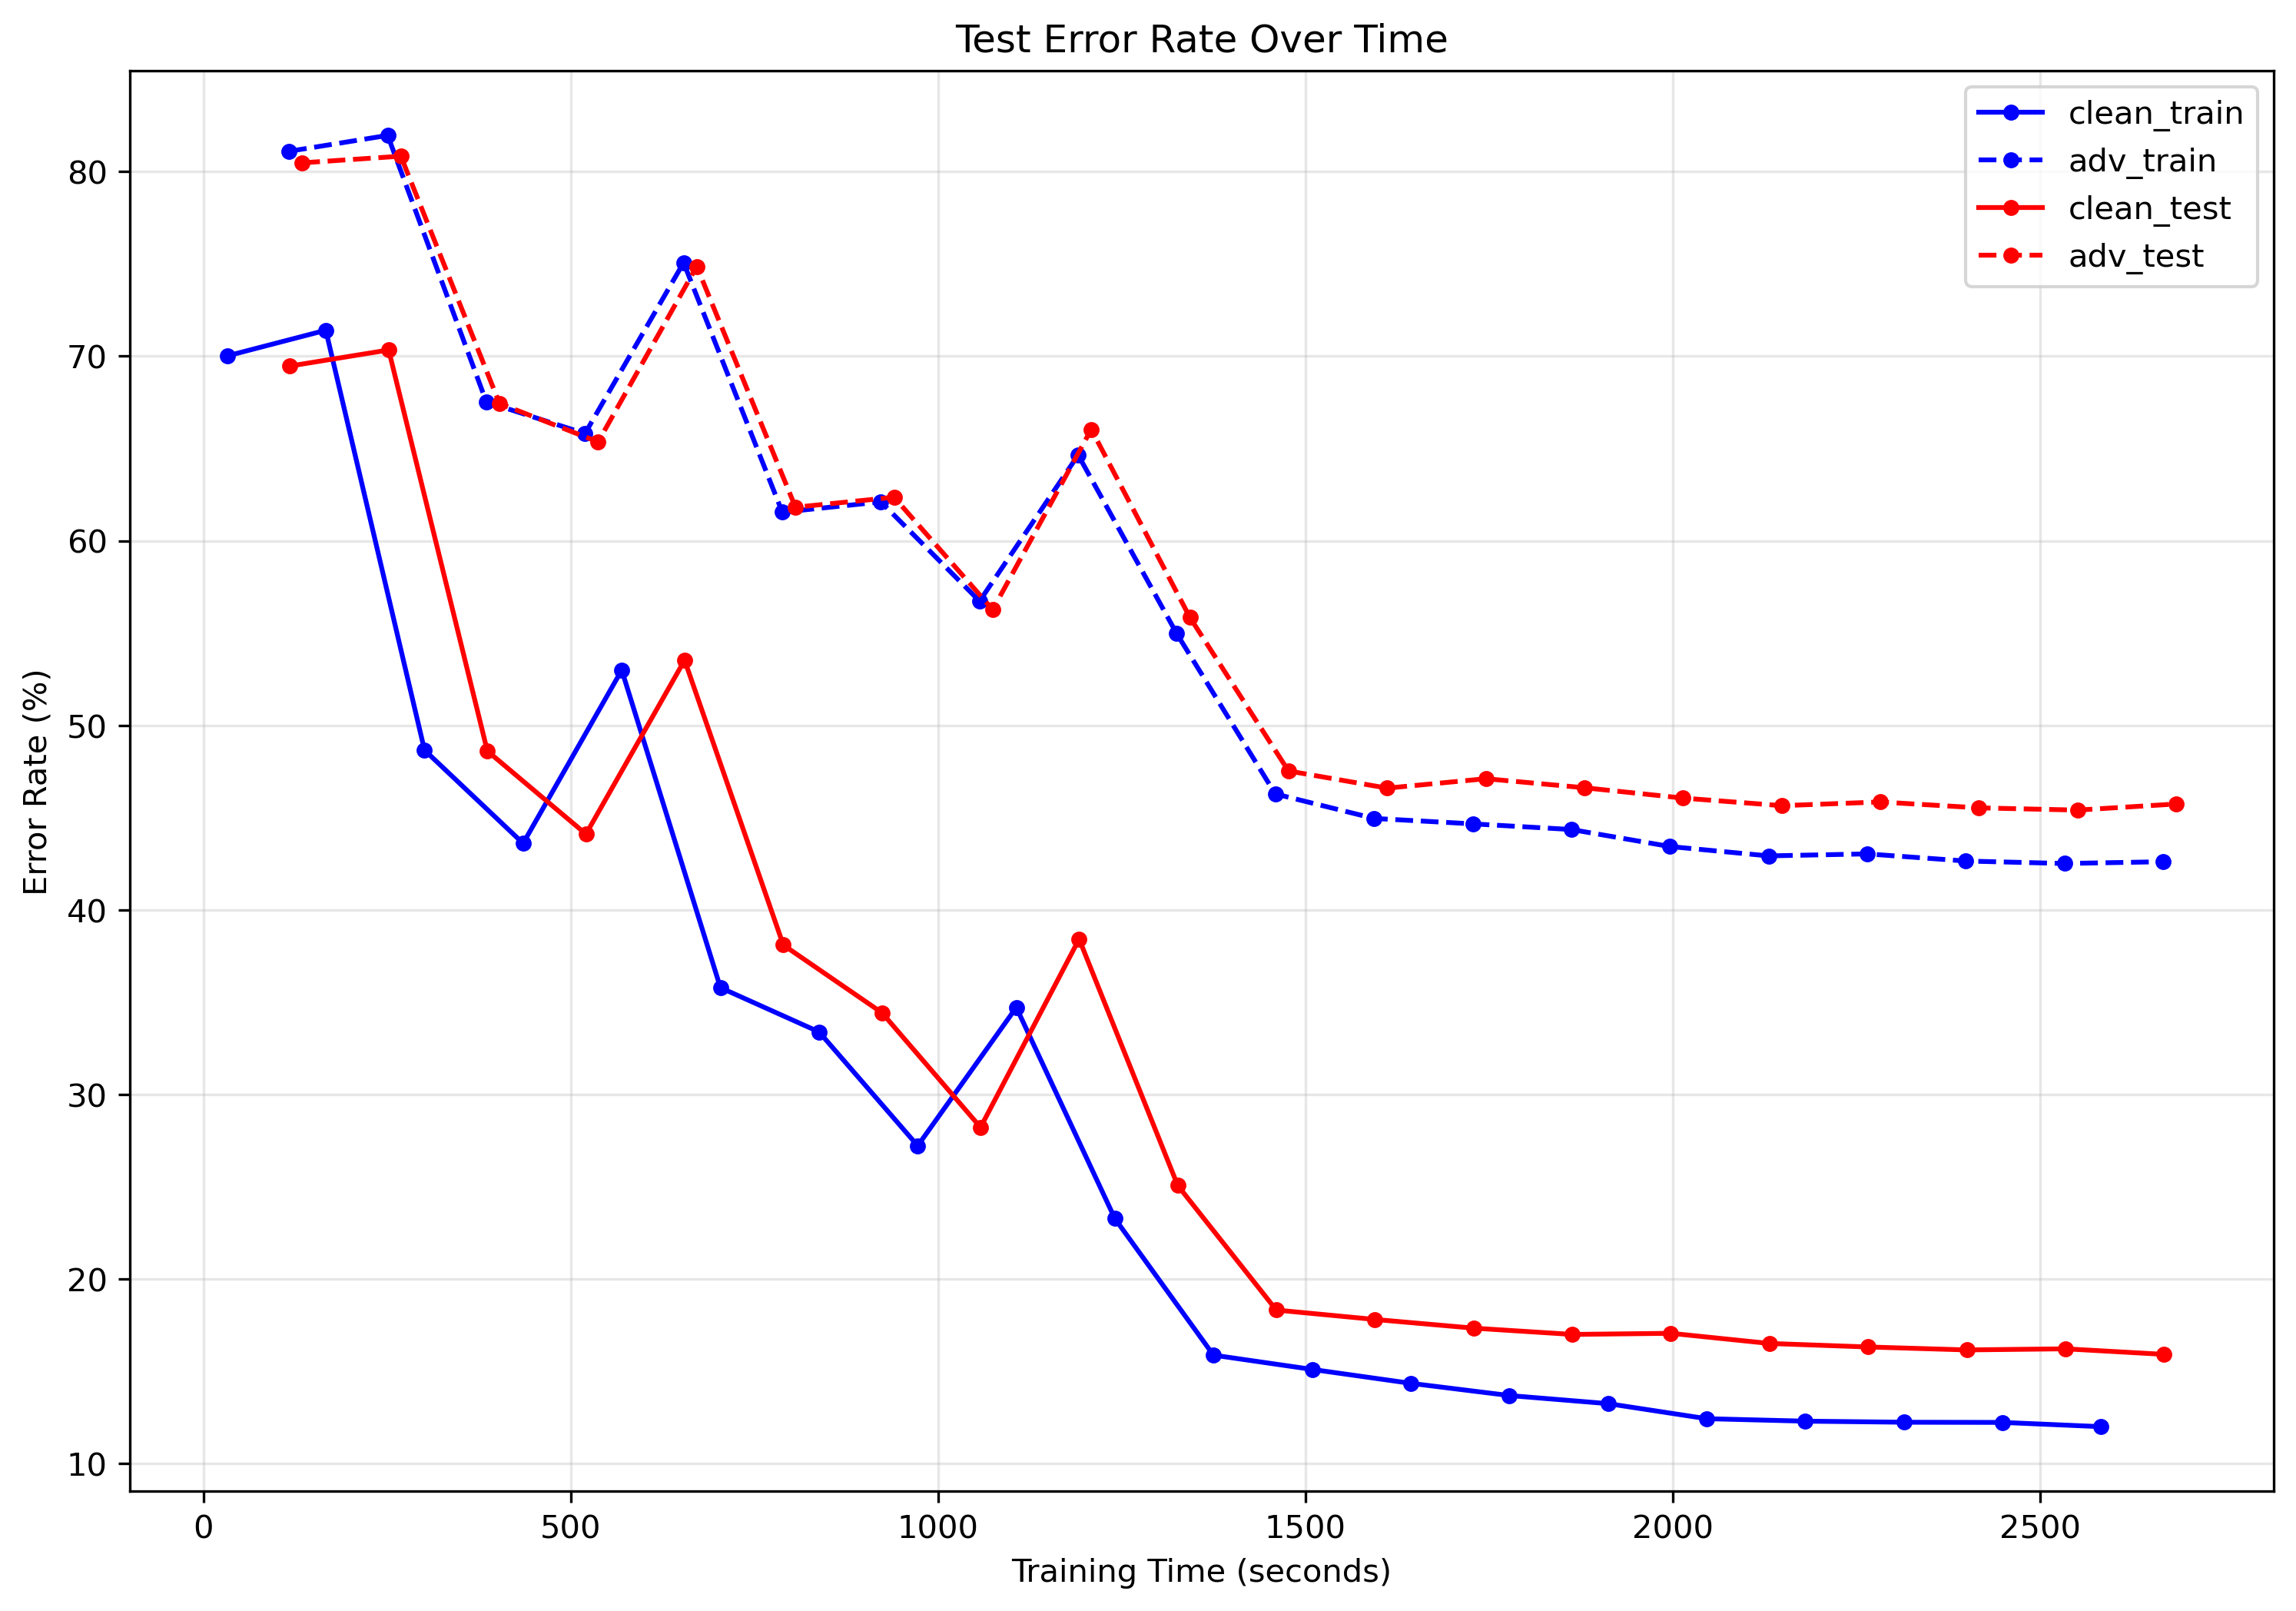 Test Error Rate Over Time
clean_train
adv_train
clean_test
adv_test
Error Rate (%)
80
70
60
50
40
30
20
10
0 500 1000 1500 2000 2500
Training Time (seconds)